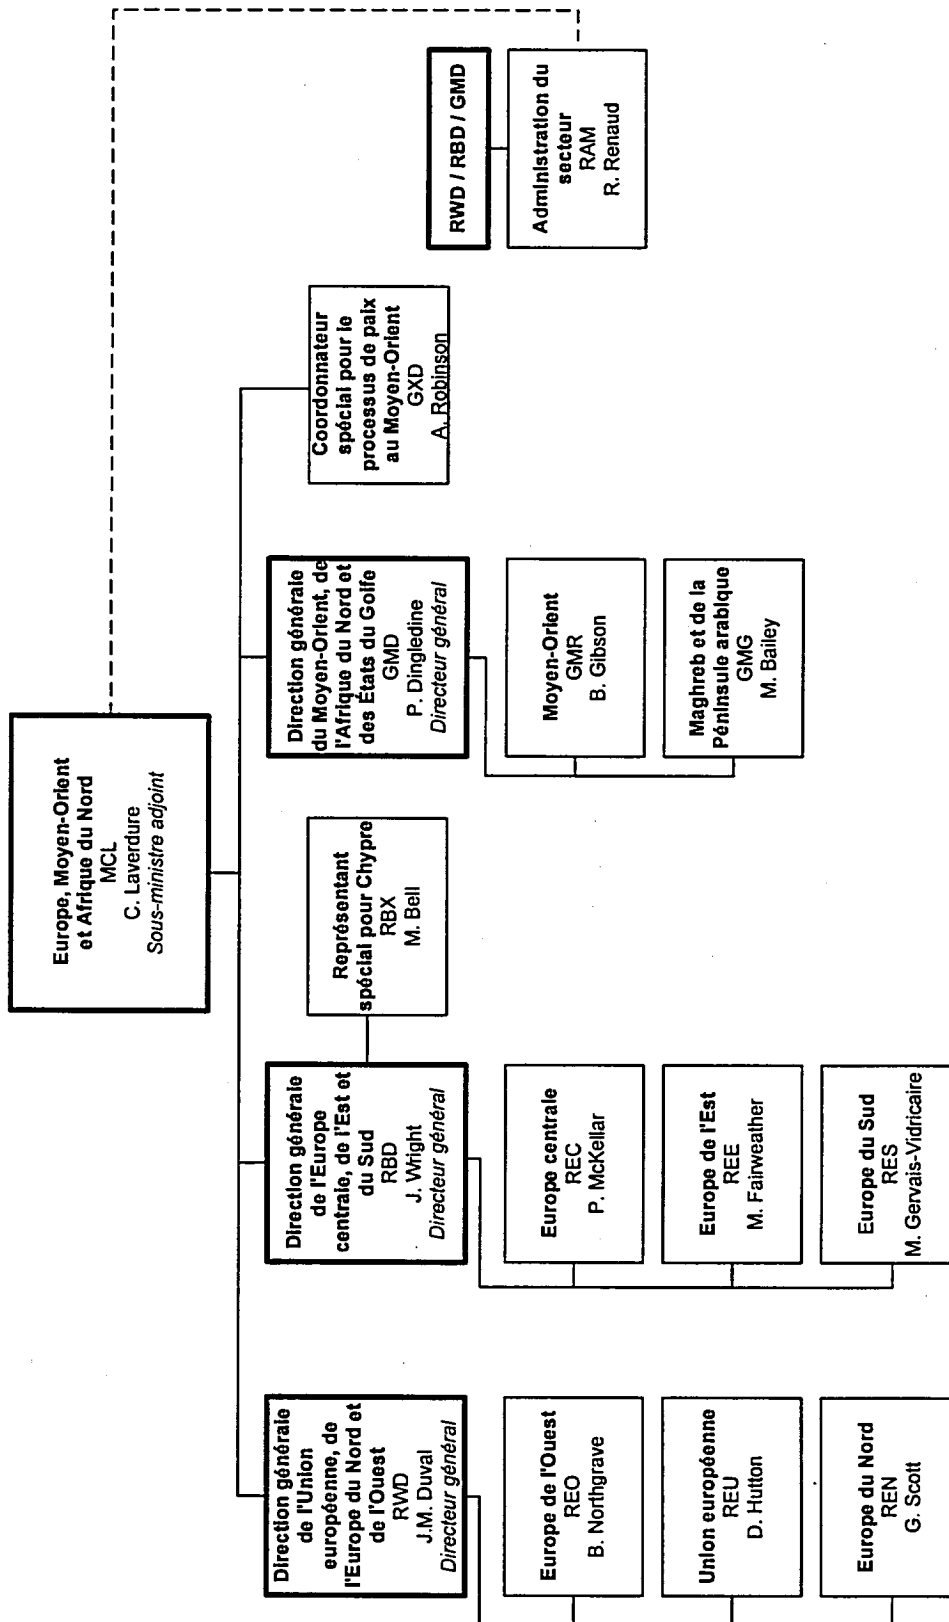 Europe, Moyen-Orient
et Afrique du Nord
MCL
C. Laverdure
Sous-ministre adjoint
Direction générale
de l'Union
européenne, de
l'Europe du Nord et
de l'Ouest
RWD
J.M. Duval
Directeur général
Europe de l'Ouest
REO
B. Northgrave
Union européenne
REU
D. Hutton
Europe du Nord
REN
G. Scott
Direction générale
de l'Europe
centrale, de l'Est et
du Sud
RBD
J. Wright
Directeur général
Représentant
spécial pour Chypre
RBX
M. Bell
Europe centrale
REC
P. McKellar
Europe de l'Est
REE
M. Fairweather
Europe du Sud
RES
M. Gervais-Vidricaire
Direction générale
du Moyen-Orient, de
l'Afrique du Nord et
des États du Golfe
GMD
P. Dingledine
Directeur général
Moyen-Orient
GMR
B. Gibson
Maghreb et de la
Péninsule arabique
GMG
M. Bailey
Coordonnateur
spécial pour le
processus de paix
au Moyen-Orient
GXD
A. Robinson
RWD / RBD / GMD
Administration du
secteur
RAM
R. Renaud